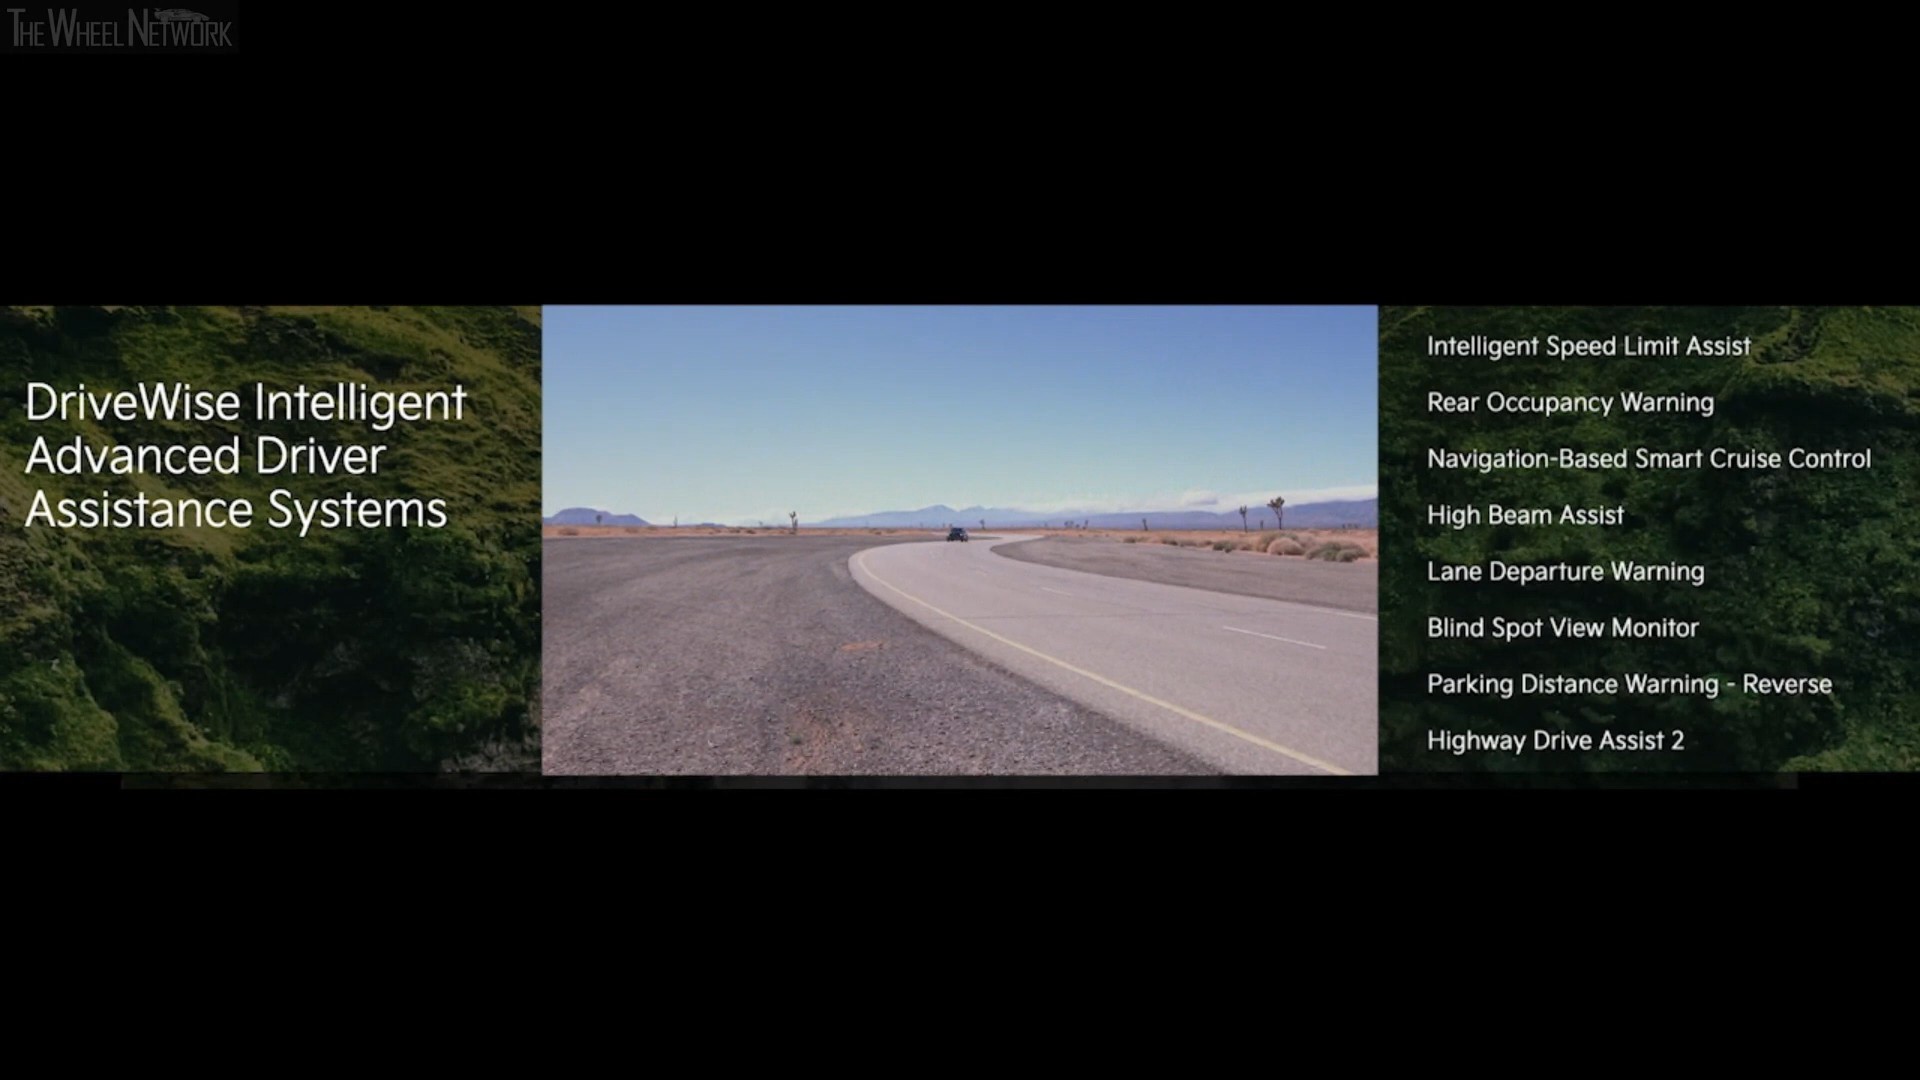 THE WHEEL NETWORK
DriveWise Intelligent
Advanced Driver
Assistance Systems
Intelligent Speed Limit Assist
Rear Occupancy Warning
Navigation-Based Smart Cruise Control
High Beam Assist
Lane Departure Warning
Blind Spot View Monitor
Parking Distance Warning - Reverse
Highway Drive Assist 2